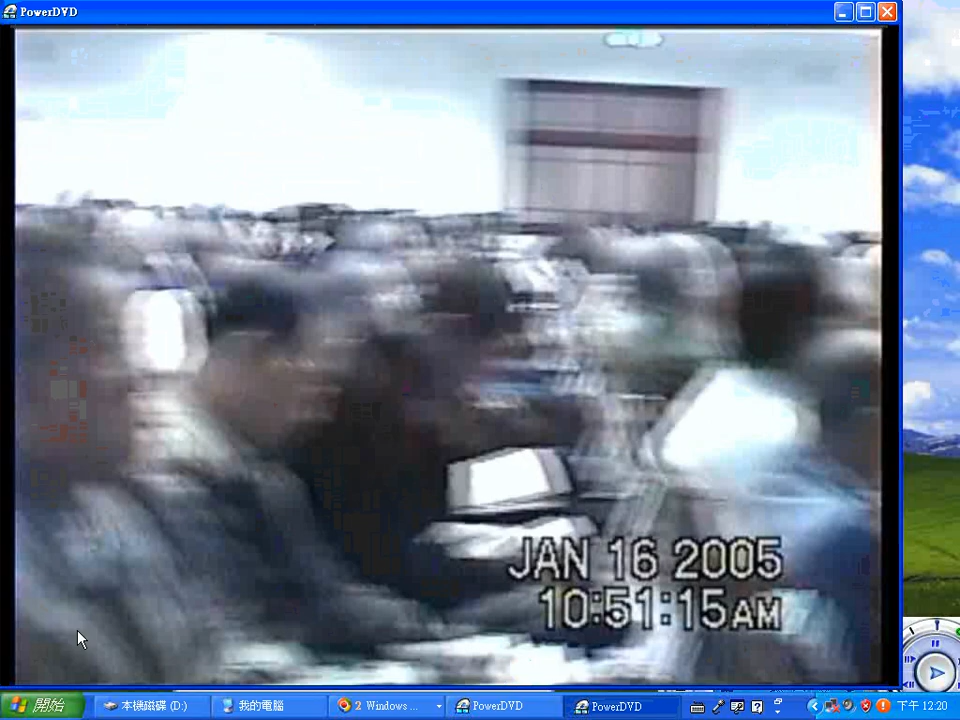 PowerDVD
JAN 16 2005
10:51:15AM
開始
本機磁碟 (D:)
我的電腦
2 Windows ...
PowerDVD
PowerDVD
下午 12:20